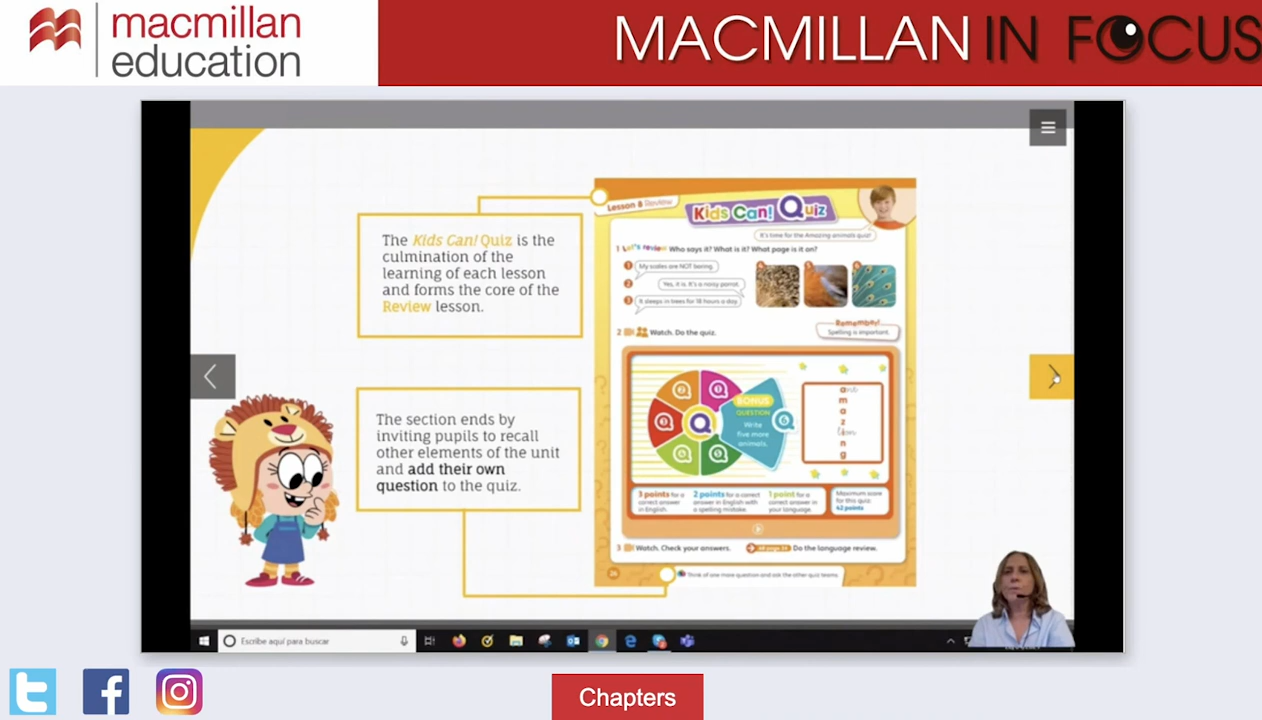 macmillan
education
MACMILLAN IN FOCUS
The Kids Can! Quiz is the
culmination of the
learning of each lesson
and forms the core of the
Review lesson.
The section ends by
inviting pupils to recall
other elements of the unit
and add their own
question to the quiz.
Lesson 8 Review
Kids Can! Quiz
It's time for the Amazing animals quiz!
1 Let's review Who says it? What is it? What page is it on?
1 My scales are NOT boring.
2 Yes, it is. It's a noisy parrot.
3 It sleeps in trees for 18 hours a day.
4 5 6
2 Watch. Do the quiz.
Remember!
Spelling is important.
Q
BONUS
QUESTION
Write
five more
animals.
a
m
a
z
n
g
3 points for a
correct answer
in English.
2 points for a correct
answer in English with
a spelling mistake.
1 point for a
correct answer in
your language.
Maximum score
for this quiz:
42 points
3 Watch. Check your answers.
Do the language review.
26
Think of one more question and ask the other quiz teams.
Escribe aquí para buscar
Chapters